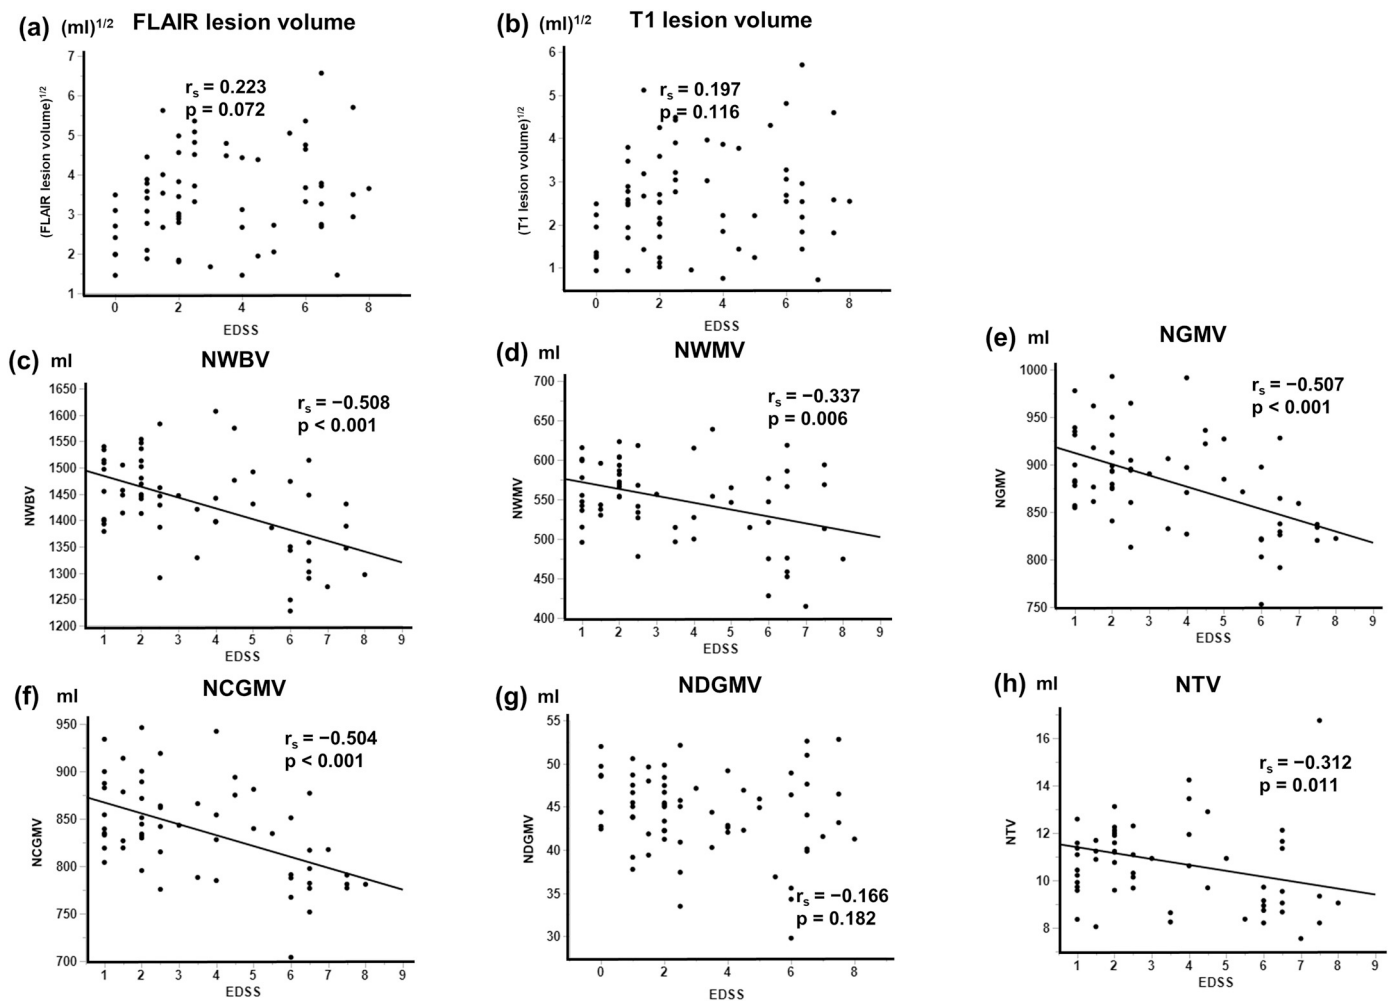 (a) (ml)1/2 FLAIR lesion volume
rs = 0.223
p = 0.072
(FLAIR lesion volume)1/2
7
6
5
4
3
2
1
0 2 4 6 8
EDSS
(b) (ml)1/2 T1 lesion volume
rs = 0.197
p = 0.116
(T1 lesion volume)1/2
6
5
4
3
2
1
0 2 4 6 8
EDSS
(c) ml NWBV
rs = −0.508
p < 0.001
NWBV
1650
1600
1550
1500
1450
1400
1350
1300
1250
1200
1 2 3 4 5 6 7 8 9
EDSS
(d) ml NWMV
rs = −0.337
p = 0.006
NWMV
700
650
600
550
500
450
400
1 2 3 4 5 6 7 8 9
EDSS
(e) ml NGMV
rs = −0.507
p < 0.001
NGMV
1000
950
900
850
800
750
1 2 3 4 5 6 7 8 9
EDSS
(f) ml NCGMV
rs = −0.504
p < 0.001
NCGMV
950
900
850
800
750
700
1 2 3 4 5 6 7 8 9
EDSS
(g) ml NDGMV
rs = −0.166
p = 0.182
NDGMV
55
50
45
40
35
30
0 2 4 6 8
EDSS
(h) ml NTV
rs = −0.312
p = 0.011
NTV
16
14
12
10
8
1 2 3 4 5 6 7 8 9
EDSS